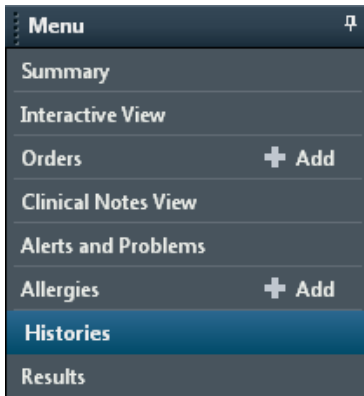 Menu
Summary
Interactive View
Orders Add
Clinical Notes View
Alerts and Problems
Allergies Add
Histories
Results